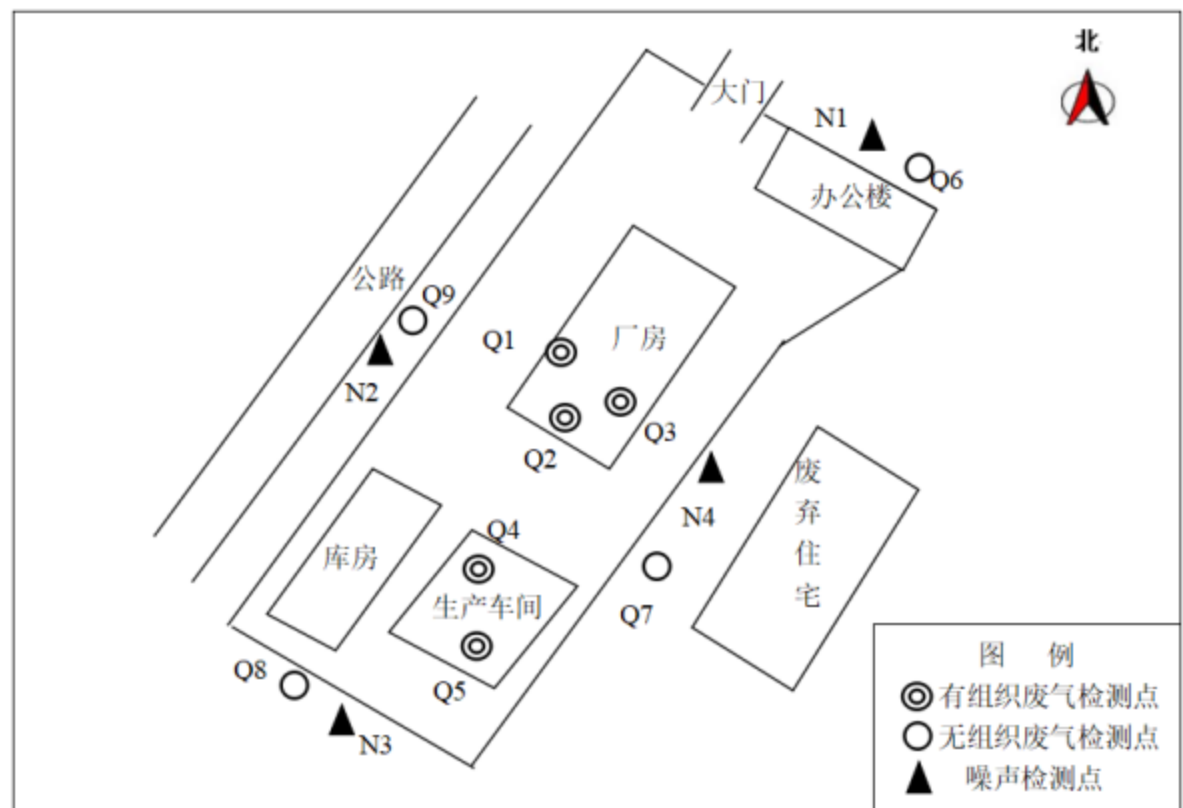 北
大门
N1
Q6
办公楼
公路
Q9
N2
Q1
厂房
Q2
Q3
N4
废弃住宅
Q4
库房
生产车间
Q5
Q7
Q8
N3
图 例
有组织废气检测点
无组织废气检测点
噪声检测点